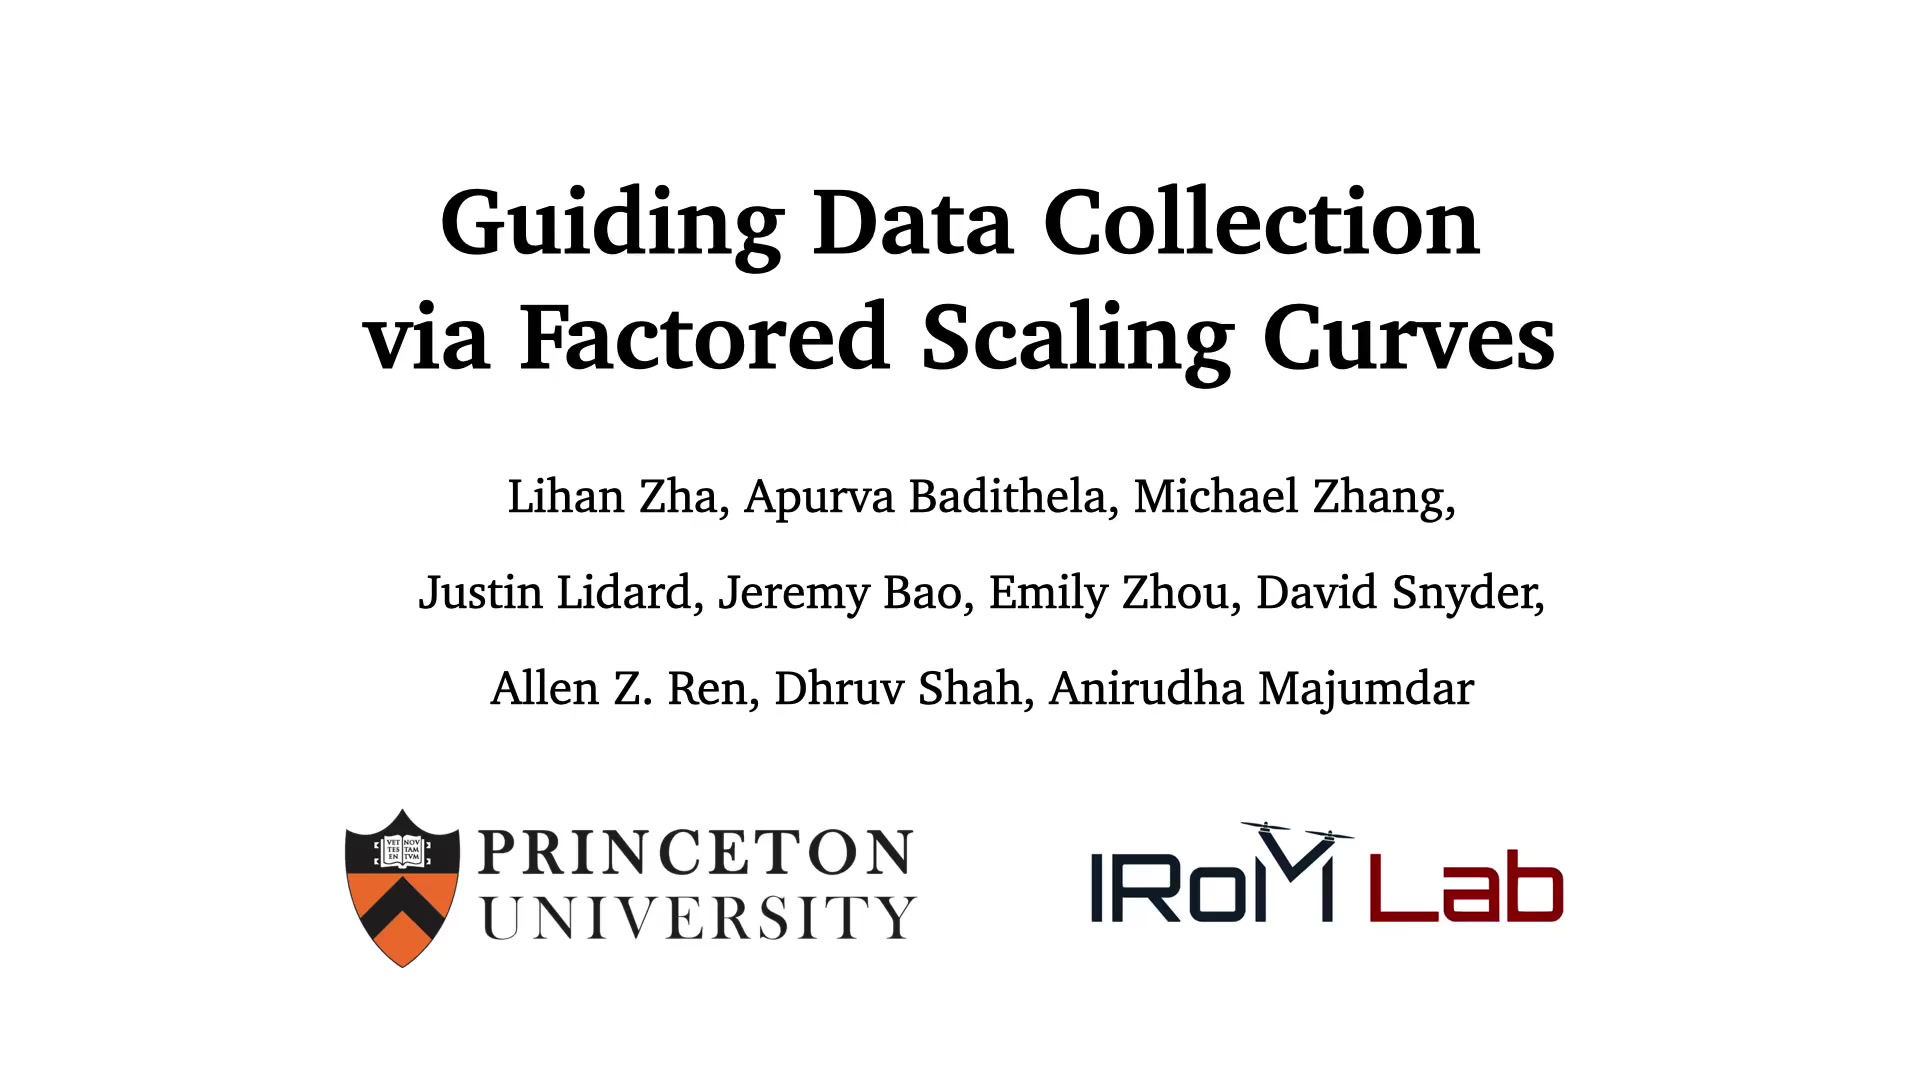 Guiding Data Collection
via Factored Scaling Curves
Lihan Zha, Apurva Badithela, Michael Zhang,
Justin Lidard, Jeremy Bao, Emily Zhou, David Snyder,
Allen Z. Ren, Dhruv Shah, Anirudha Majumdar
VET NOV
TES TAM
EN TVM
PRINCETON
UNIVERSITY
IRoM Lab